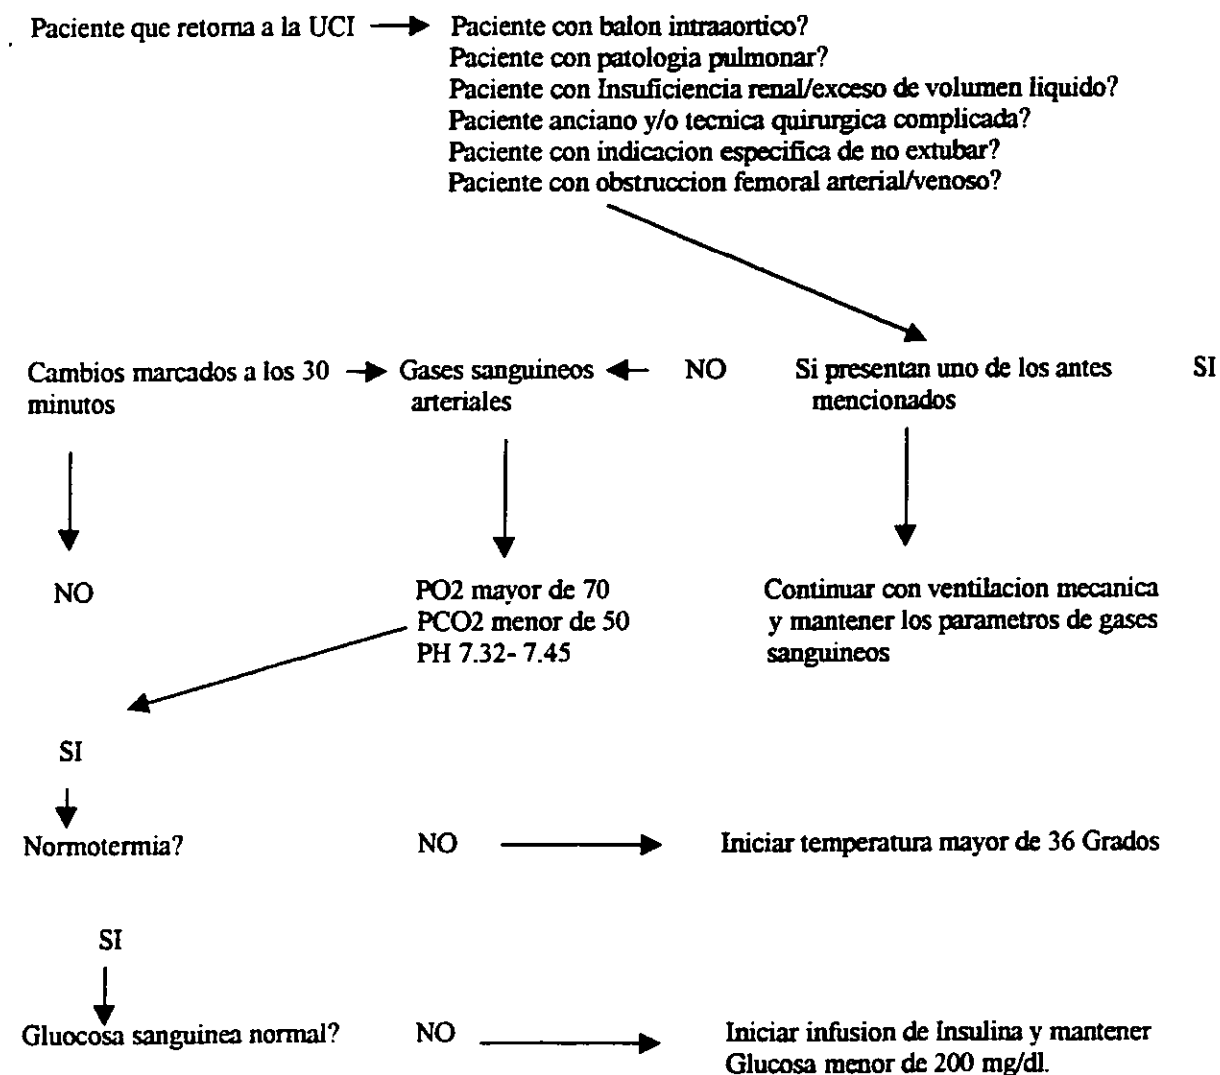 Paciente que retorna a la UCI
Paciente con balon intraaortico?
Paciente con patologia pulmonar?
Paciente con Insuficiencia renal/exceso de volumen liquido?
Paciente anciano y/o tecnica quirurgica complicada?
Paciente con indicacion especifica de no extubar?
Paciente con obstruccion femoral arterial/venoso?
Cambios marcados a los 30
minutos
Gases sanguineos
arteriales
NO
Si presentan uno de los antes
mencionados
SI
NO
PO2 mayor de 70
PCO2 menor de 50
PH 7.32- 7.45
Continuar con ventilacion mecanica
y mantener los parametros de gases
sanguineos
SI
Normotermia?
NO
Iniciar temperatura mayor de 36 Grados
SI
Gluocosa sanguinea normal?
NO
Iniciar infusion de Insulina y mantener
Glucosa menor de 200 mg/dl.